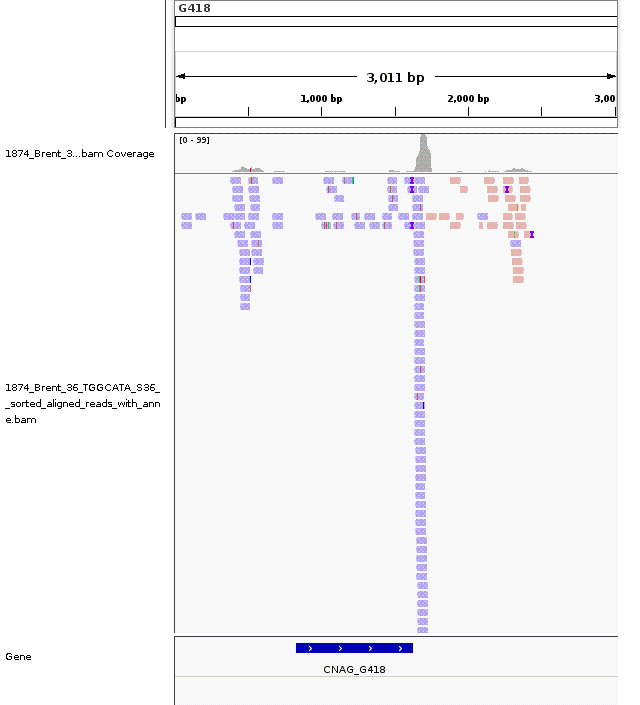 G418
3,011 bp
bp
1,000 bp
2,000 bp
3,00
[0 - 99]
1874_Brent_3...bam Coverage
1874_Brent_36_TGGCATA_S36_
_sorted_aligned_reads_with_ann
e.bam
Gene
CNAG_G418